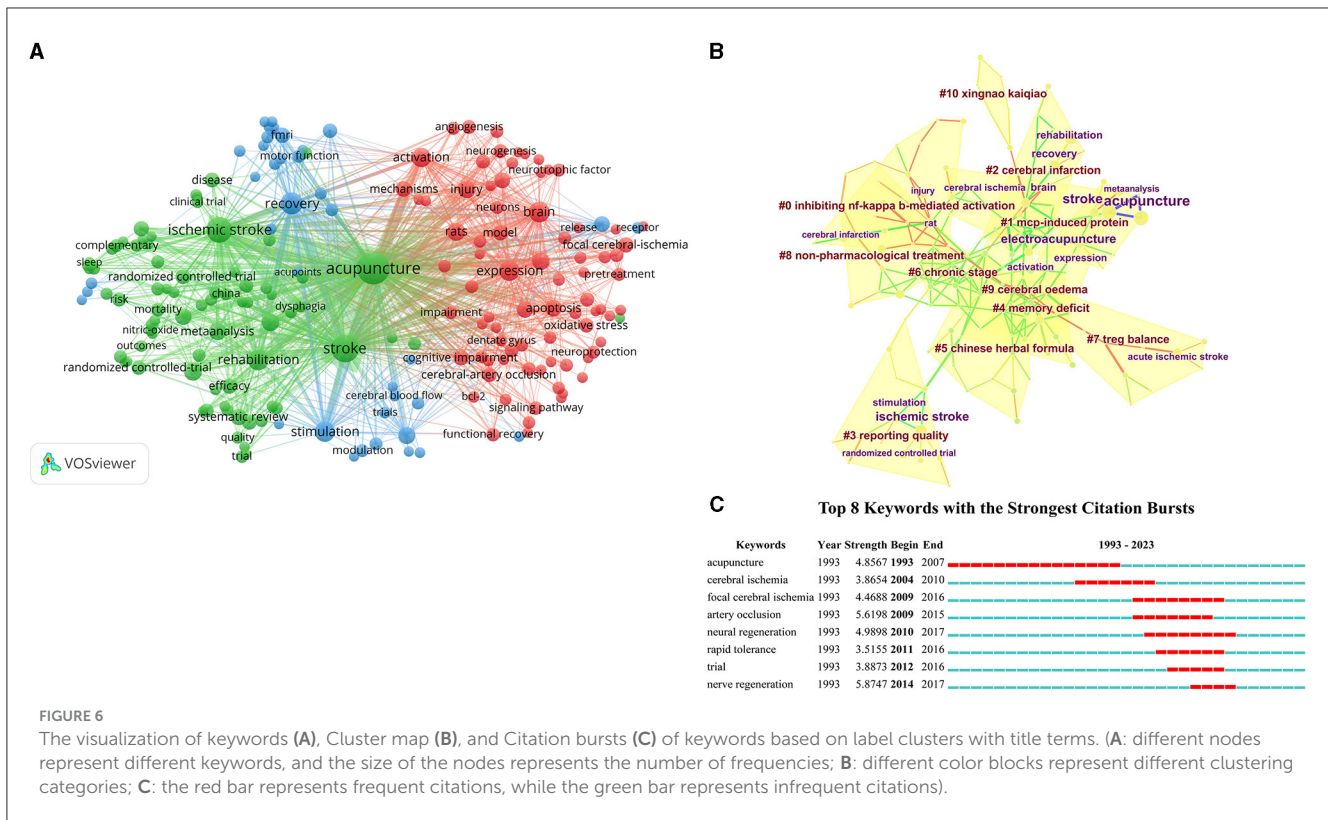 A
angiogenesis
fmri
neurogenesis
motor function
activation
neurotrophic factor
disease
mechanisms
injury
clinical trial
recovery
neurons
brain
ischemic stroke
rats
model
release
receptor
complementary
focal cerebral-ischemia
sleep
acupuncture
expression
randomized controlled trial
acupoints
pretreatment
risk
china
mortality
dysphagia
impairment
apoptosis
nitric-oxide
metaanalysis
oxidative stress
outcomes
stroke
dentate gyrus
rehabilitation
cognitive impairment
neuroprotection
randomized controlled-trial
cerebral-artery occlusion
efficacy
cerebral blood flow
bcl-2
systematic review
trials
signaling pathway
quality
stimulation
functional recovery
trial
modulation
VOSviewer
B
#10 xingnao kaiqiao
rehabilitation
recovery
#2 cerebral infarction
injury
cerebral ischemia
brain
metaanalysis
stroke
acupuncture
#0 inhibiting nf-kappa b-mediated activation
rat
#1 mcp-induced protein
cerebral infarction
electroacupuncture
#8 non-pharmacological treatment
expression
#6 chronic stage
activation
#9 cerebral oedema
#4 memory deficit
#7 treg balance
#5 chinese herbal formula
acute ischemic stroke
stimulation
ischemic stroke
#3 reporting quality
randomized controlled trial
C
Top 8 Keywords with the Strongest Citation Bursts
Keywords Year Strength Begin End 1993 - 2023
acupuncture 1993 4.8567 1993 2007
cerebral ischemia 1993 3.8654 2004 2010
focal cerebral ischemia 1993 4.4688 2009 2016
artery occlusion 1993 5.6198 2009 2015
neural regeneration 1993 4.9898 2010 2017
rapid tolerance 1993 3.5155 2011 2016
trial 1993 3.8873 2012 2016
nerve regeneration 1993 5.8747 2014 2017
FIGURE 6
The visualization of keywords (A), Cluster map (B), and Citation bursts (C) of keywords based on label clusters with title terms. (A: different nodes
represent different keywords, and the size of the nodes represents the number of frequencies; B: different color blocks represent different clustering
categories; C: the red bar represents frequent citations, while the green bar represents infrequent citations).